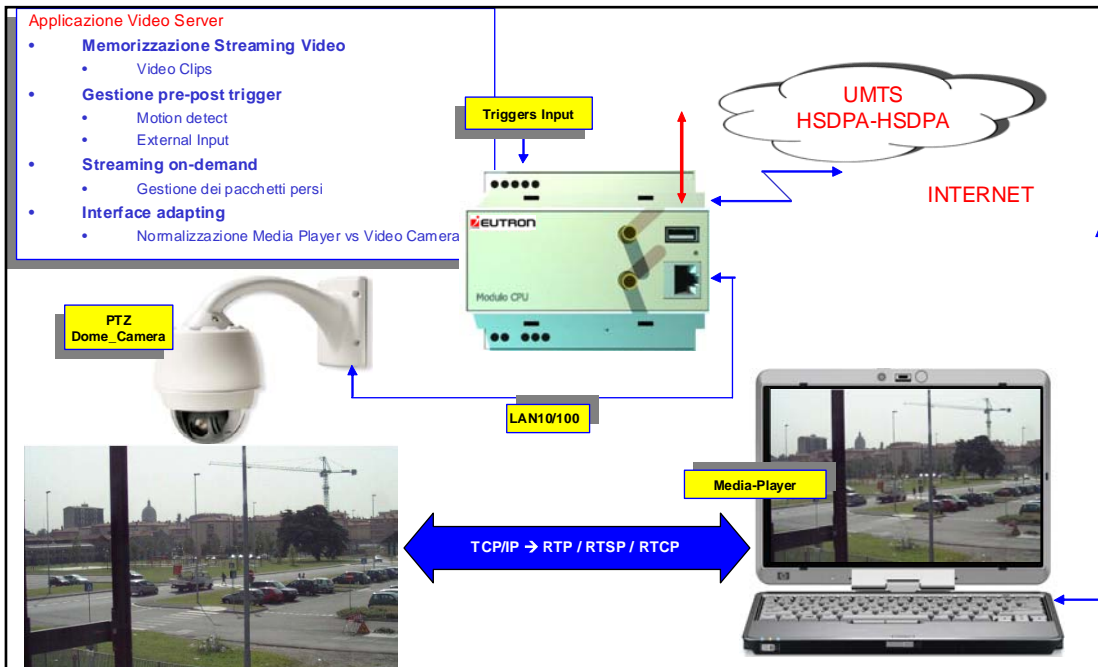 Applicazione Video Server
• Memorizzazione Streaming Video
• Video Clips
• Gestione pre-post trigger
• Motion detect
• External Input
• Streaming on-demand
• Gestione dei pacchetti persi
• Interface adapting
• Normalizzazione Media Player vs Video Camera
Triggers Input
UMTS
HSDPA-HSDPA
INTERNET
EUTRON
Modulo CPU
PTZ
Dome_Camera
LAN10/100
Media-Player
TCP/IP → RTP / RTSP / RTCP
hp